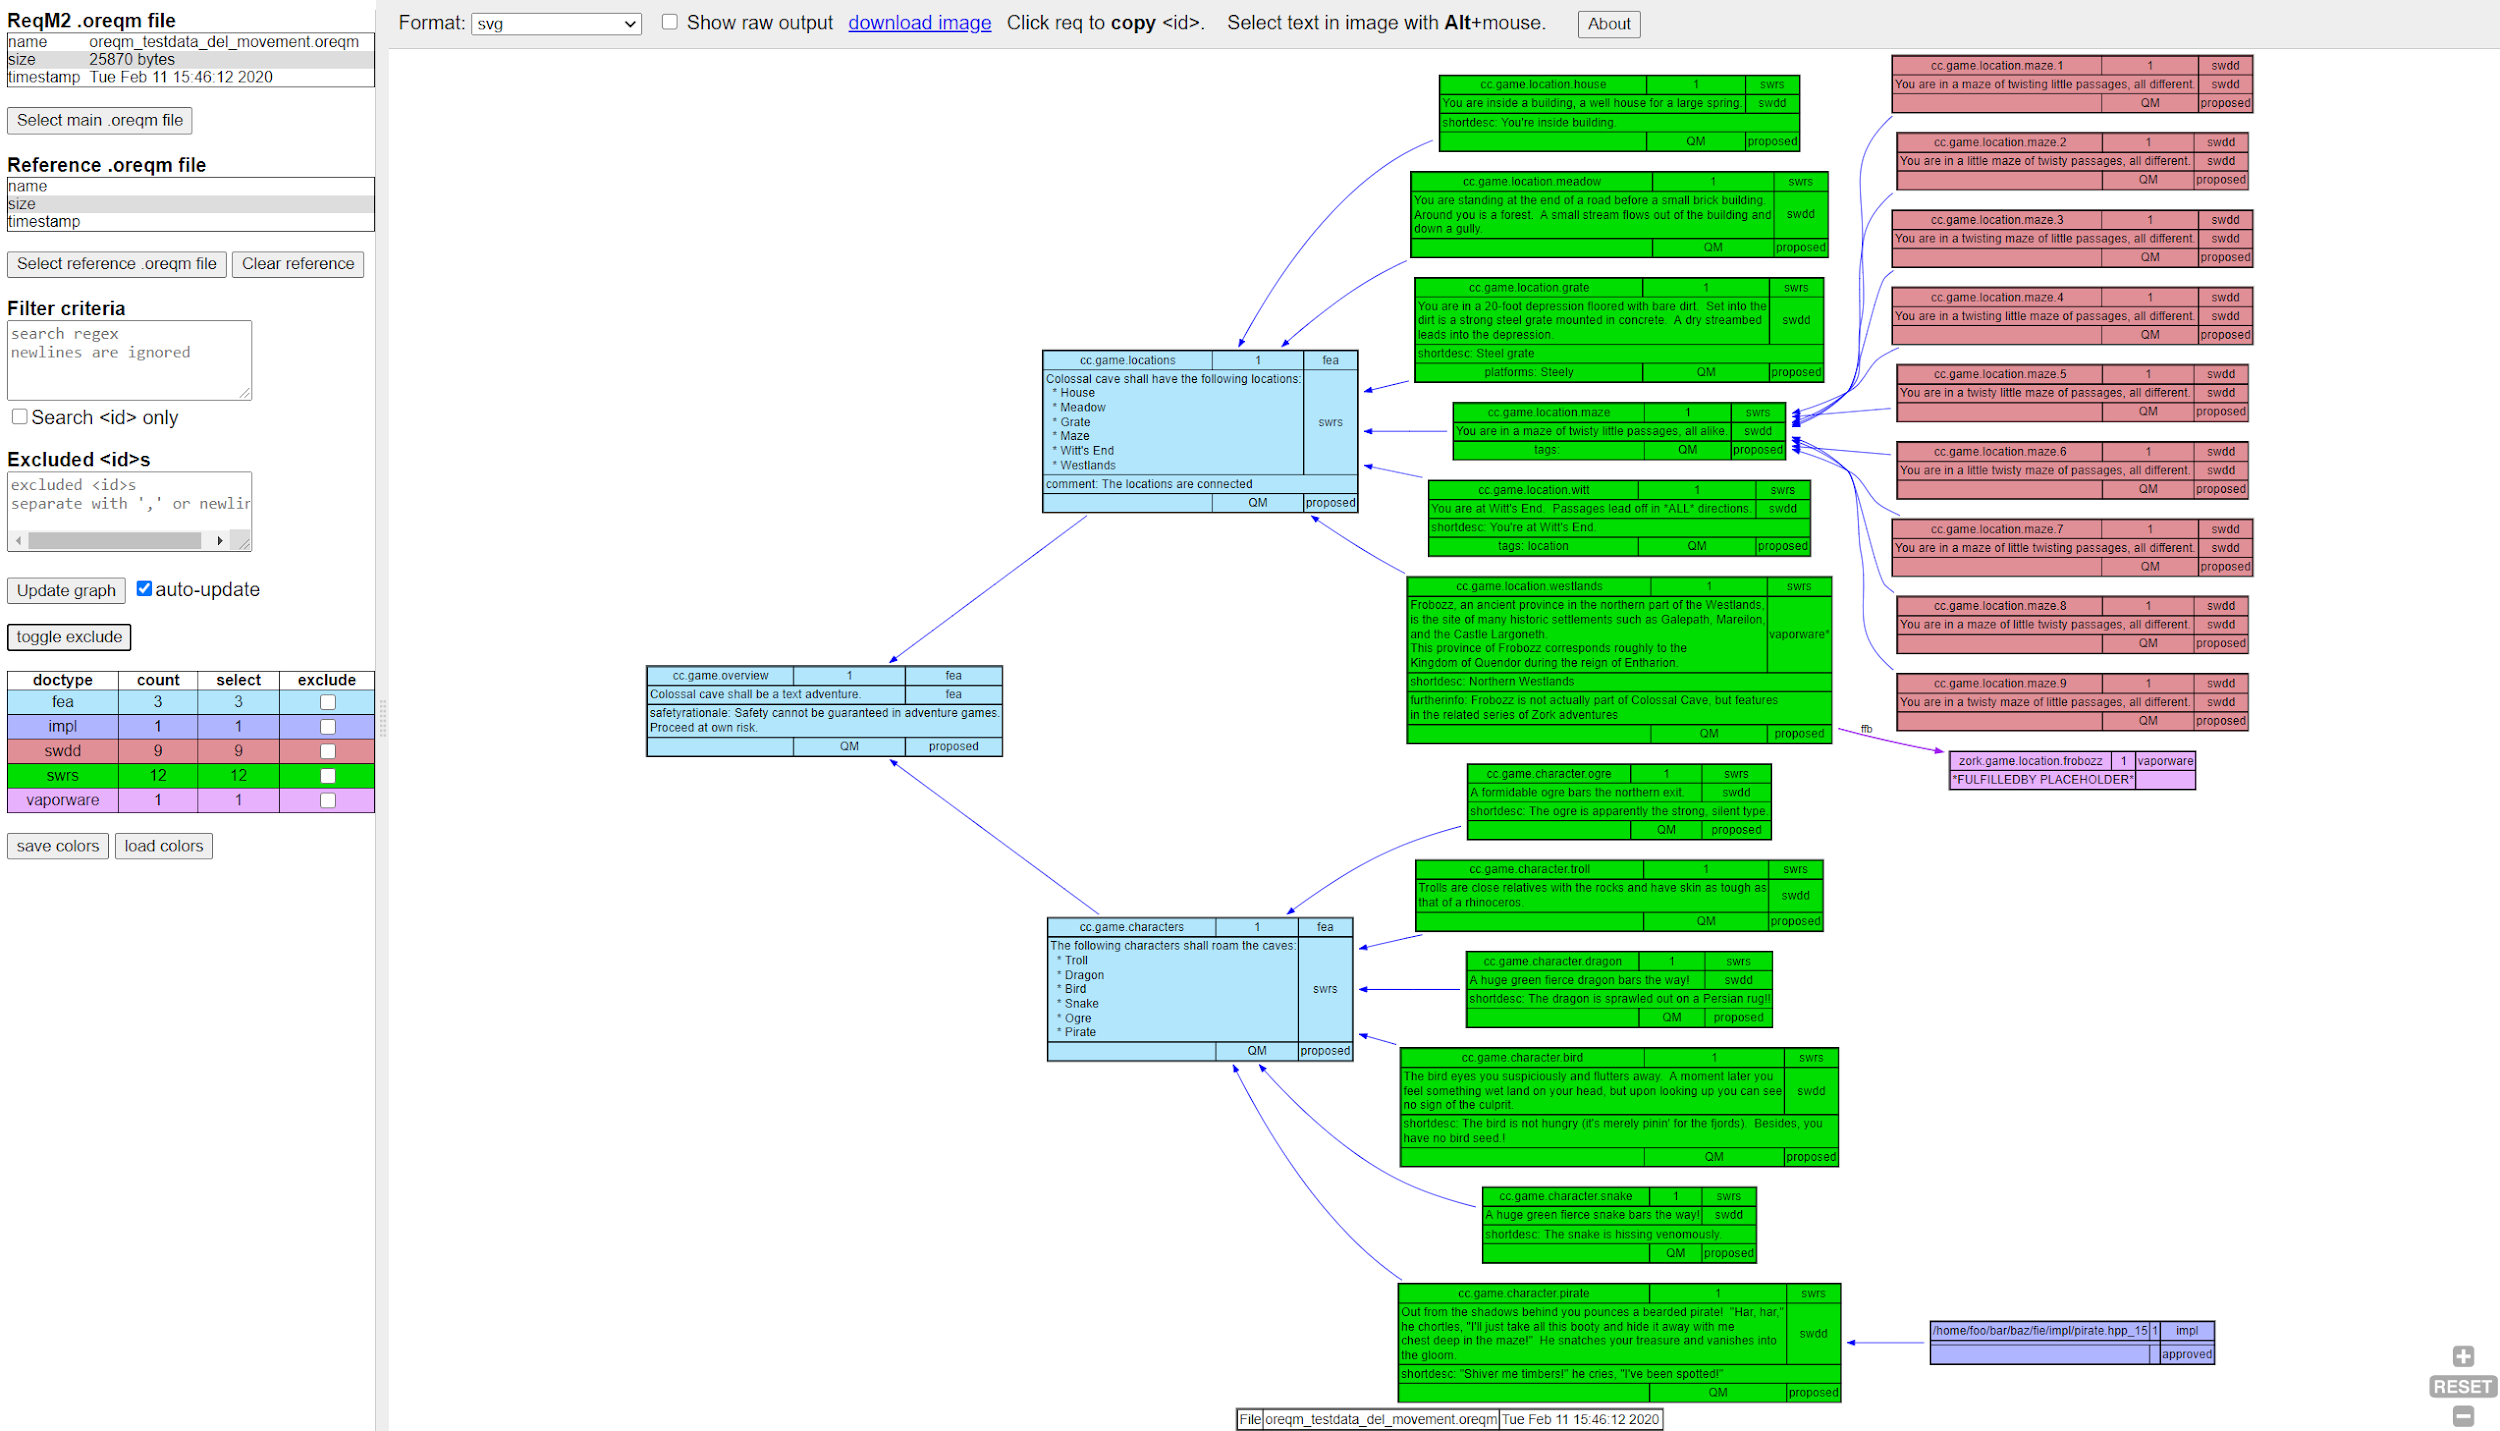 ReqM2 .oreqm file
name oreqm_testdata_del_movement.oreqm
size 25870 bytes
timestamp Tue Feb 11 15:46:12 2020
Select main .oreqm file
Reference .oreqm file
name
size
timestamp
Select reference .oreqm file Clear reference
Filter criteria
search regex
newlines are ignored
Search <id> only
Excluded <id>s
excluded <id>s
separate with ',' or newlin
Update graph auto-update
toggle exclude
doctype count select exclude
fea 3 3
impl 1 1
swdd 9 9
swrs 12 12
vaporware 1 1
save colors load colors
Format: svg Show raw output download image Click req to copy <id>. Select text in image with Alt+mouse. About
cc.game.overview 1 fea
Colossal cave shall be a text adventure. fea
safetyrationale: Safety cannot be guaranteed in adventure games.
Proceed at own risk.
QM proposed
cc.game.locations 1 fea
Colossal cave shall have the following locations:
* House
* Meadow
* Grate
* Maze
* Witt's End
* Westlands
swrs
comment: The locations are connected
QM proposed
cc.game.characters 1 fea
The following characters shall roam the caves:
* Troll
* Dragon
* Bird
* Snake
* Ogre
* Pirate
swrs
QM proposed
cc.game.location.house 1 swrs
You are inside a building, a well house for a large spring. swdd
shortdesc: You're inside building.
QM proposed
cc.game.location.meadow 1 swrs
You are standing at the end of a road before a small brick building.
Around you is a forest. A small stream flows out of the building and
down a gully.
swdd
QM proposed
cc.game.location.grate 1 swrs
You are in a 20-foot depression floored with bare dirt. Set into the
dirt is a strong steel grate mounted in concrete. A dry streambed
leads into the depression.
swdd
shortdesc: Steel grate
platforms: Steely QM proposed
cc.game.location.maze 1 swrs
You are in a maze of twisty little passages, all alike. swdd
tags: QM proposed
cc.game.location.witt 1 swrs
You are at Witt's End. Passages lead off in *ALL* directions. swdd
shortdesc: You're at Witt's End.
tags: location QM proposed
cc.game.location.westlands 1 swrs
Frobozz, an ancient province in the northern part of the Westlands,
is the site of many historic settlements such as Galepath, Mareilon,
and the Castle Largoneth.
This province of Frobozz corresponds roughly to the
Kingdom of Quendor during the reign of Entharion.
vaporware*
shortdesc: Northern Westlands
furtherinfo: Frobozz is not actually part of Colossal Cave, but features
in the related series of Zork adventures
QM proposed
cc.game.character.ogre 1 swrs
A formidable ogre bars the northern exit. swdd
shortdesc: The ogre is apparently the strong, silent type.
QM proposed
cc.game.character.troll 1 swrs
Trolls are close relatives with the rocks and have skin as tough as
that of a rhinoceros.
swdd
QM proposed
cc.game.character.dragon 1 swrs
A huge green fierce dragon bars the way! swdd
shortdesc: The dragon is sprawled out on a Persian rug!!
QM proposed
cc.game.character.bird 1 swrs
The bird eyes you suspiciously and flutters away. A moment later you
feel something wet land on your head, but upon looking up you can see
no sign of the culprit.
swdd
shortdesc: The bird is not hungry (it's merely pinin' for the fjords). Besides, you
have no bird seed.!
QM proposed
cc.game.character.snake 1 swrs
A huge green fierce snake bars the way! swdd
shortdesc: The snake is hissing venomously.
QM proposed
cc.game.character.pirate 1 swrs
Out from the shadows behind you pounces a bearded pirate! "Har, har,"
he chortles, "I'll just take all this booty and hide it away with me
chest deep in the maze!" He snatches your treasure and vanishes into
the gloom.
swdd
shortdesc: "Shiver me timbers!" he cries, "I've been spotted!"
QM proposed
cc.game.location.maze.1 1 swdd
You are in a maze of twisting little passages, all different. swdd
QM proposed
cc.game.location.maze.2 1 swdd
You are in a little maze of twisty passages, all different. swdd
QM proposed
cc.game.location.maze.3 1 swdd
You are in a twisting maze of little passages, all different. swdd
QM proposed
cc.game.location.maze.4 1 swdd
You are in a twisting little maze of passages, all different. swdd
QM proposed
cc.game.location.maze.5 1 swdd
You are in a twisty little maze of passages, all different. swdd
QM proposed
cc.game.location.maze.6 1 swdd
You are in a little twisty maze of passages, all different. swdd
QM proposed
cc.game.location.maze.7 1 swdd
You are in a maze of little twisting passages, all different. swdd
QM proposed
cc.game.location.maze.8 1 swdd
You are in a maze of little twisty passages, all different. swdd
QM proposed
cc.game.location.maze.9 1 swdd
You are in a twisty maze of little passages, all different. swdd
QM proposed
ffb
zork.game.location.frobozz 1 vaporware
*FULFILLEDBY PLACEHOLDER*
/home/foo/bar/baz/fie/impl/pirate.hpp_15 1 impl
approved
File oreqm_testdata_del_movement.oreqm Tue Feb 11 15:46:12 2020
RESET